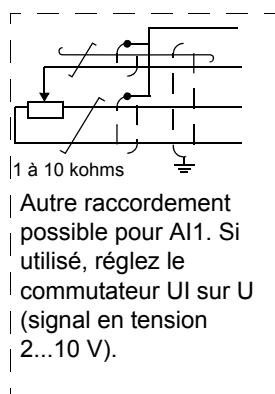 1 à 10 kohms
Autre raccordement
possible pour AI1. Si
utilisé, réglez le
commutateur UI sur U
(signal en tension
2...10 V).